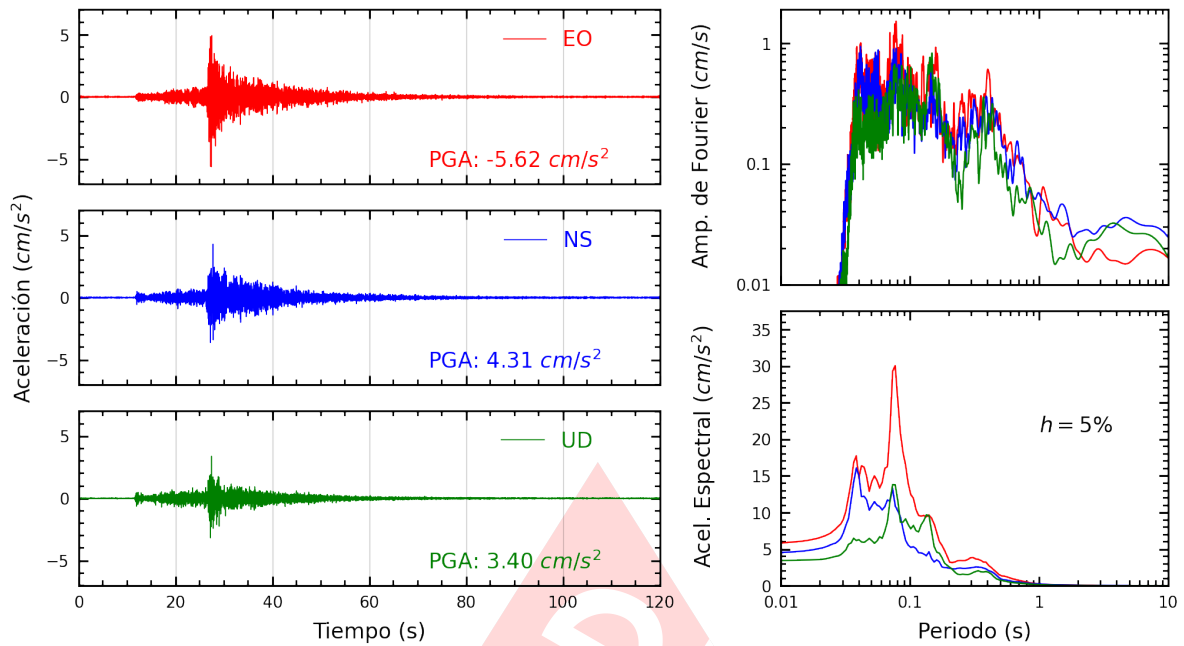 Aceleración (cm/s²)
5
0
−5
EO
PGA: -5.62 cm/s²
5
0
−5
NS
PGA: 4.31 cm/s²
5
0
−5
UD
PGA: 3.40 cm/s²
0 20 40 60 80 100 120
Tiempo (s)
Amp. de Fourier (cm/s)
1
0.1
0.01
Acel. Espectral (cm/s²)
35
30
25
20
15
10
5
0
h = 5%
0.01 0.1 1 10
Periodo (s)